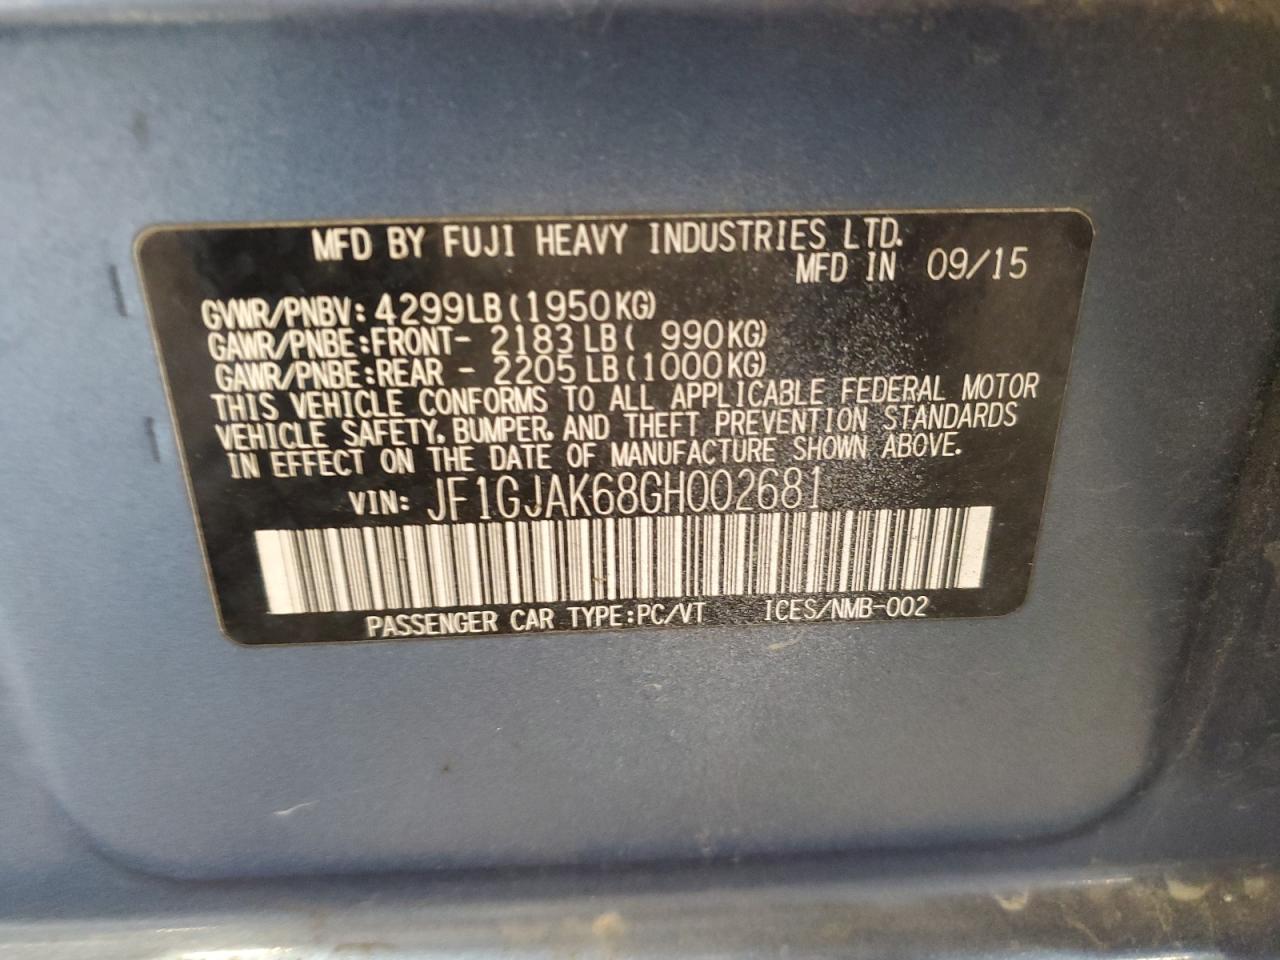 MFD BY FUJI HEAVY INDUSTRIES LTD.
MFD IN 09/15
GVWR/PNBV: 4299LB (1950KG)
GAWR/PNBE:FRONT- 2183LB ( 990KG)
GAWR/PNBE:REAR - 2205LB (1000KG)
THIS VEHICLE CONFORMS TO ALL APPLICABLE FEDERAL MOTOR
VEHICLE SAFETY, BUMPER, AND THEFT PREVENTION STANDARDS
IN EFFECT ON THE DATE OF MANUFACTURE SHOWN ABOVE.
VIN: JF1GJAK68GH002681
PASSENGER CAR TYPE:PC/VT ICES/NMB-002